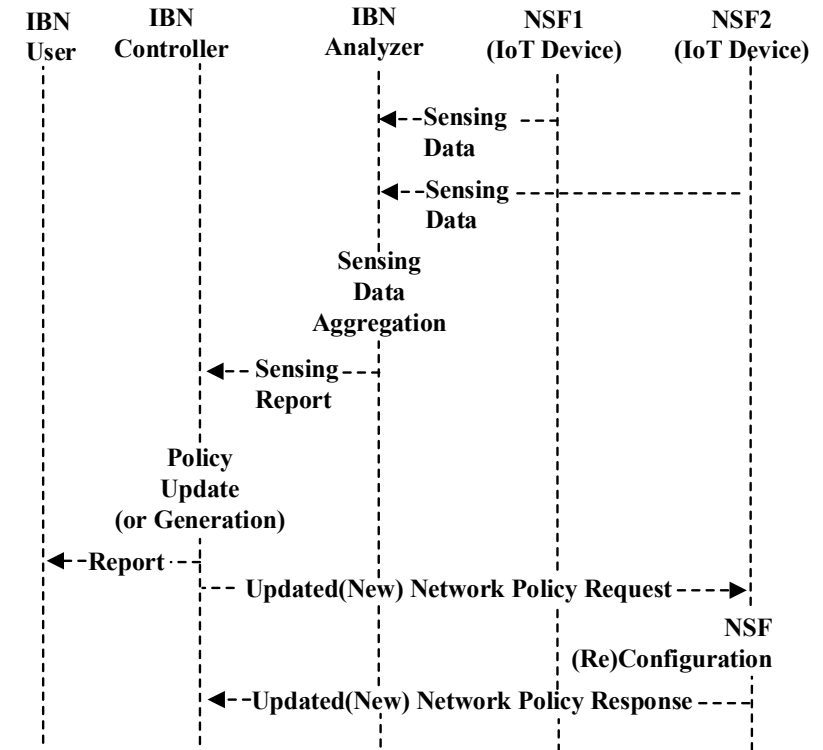 IBN
User
IBN
Controller
IBN
Analyzer
NSF1
(IoT Device)
NSF2
(IoT Device)
Sensing
Data
Sensing
Data
Sensing
Data
Aggregation
Sensing
Report
Policy
Update
(or Generation)
Report
Updated(New) Network Policy Request
NSF
(Re)Configuration
Updated(New) Network Policy Response